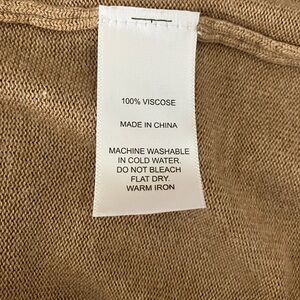 100% VISCOSE
MADE IN CHINA
MACHINE WASHABLE
IN COLD WATER.
DO NOT BLEACH
FLAT DRY.
WARM IRON